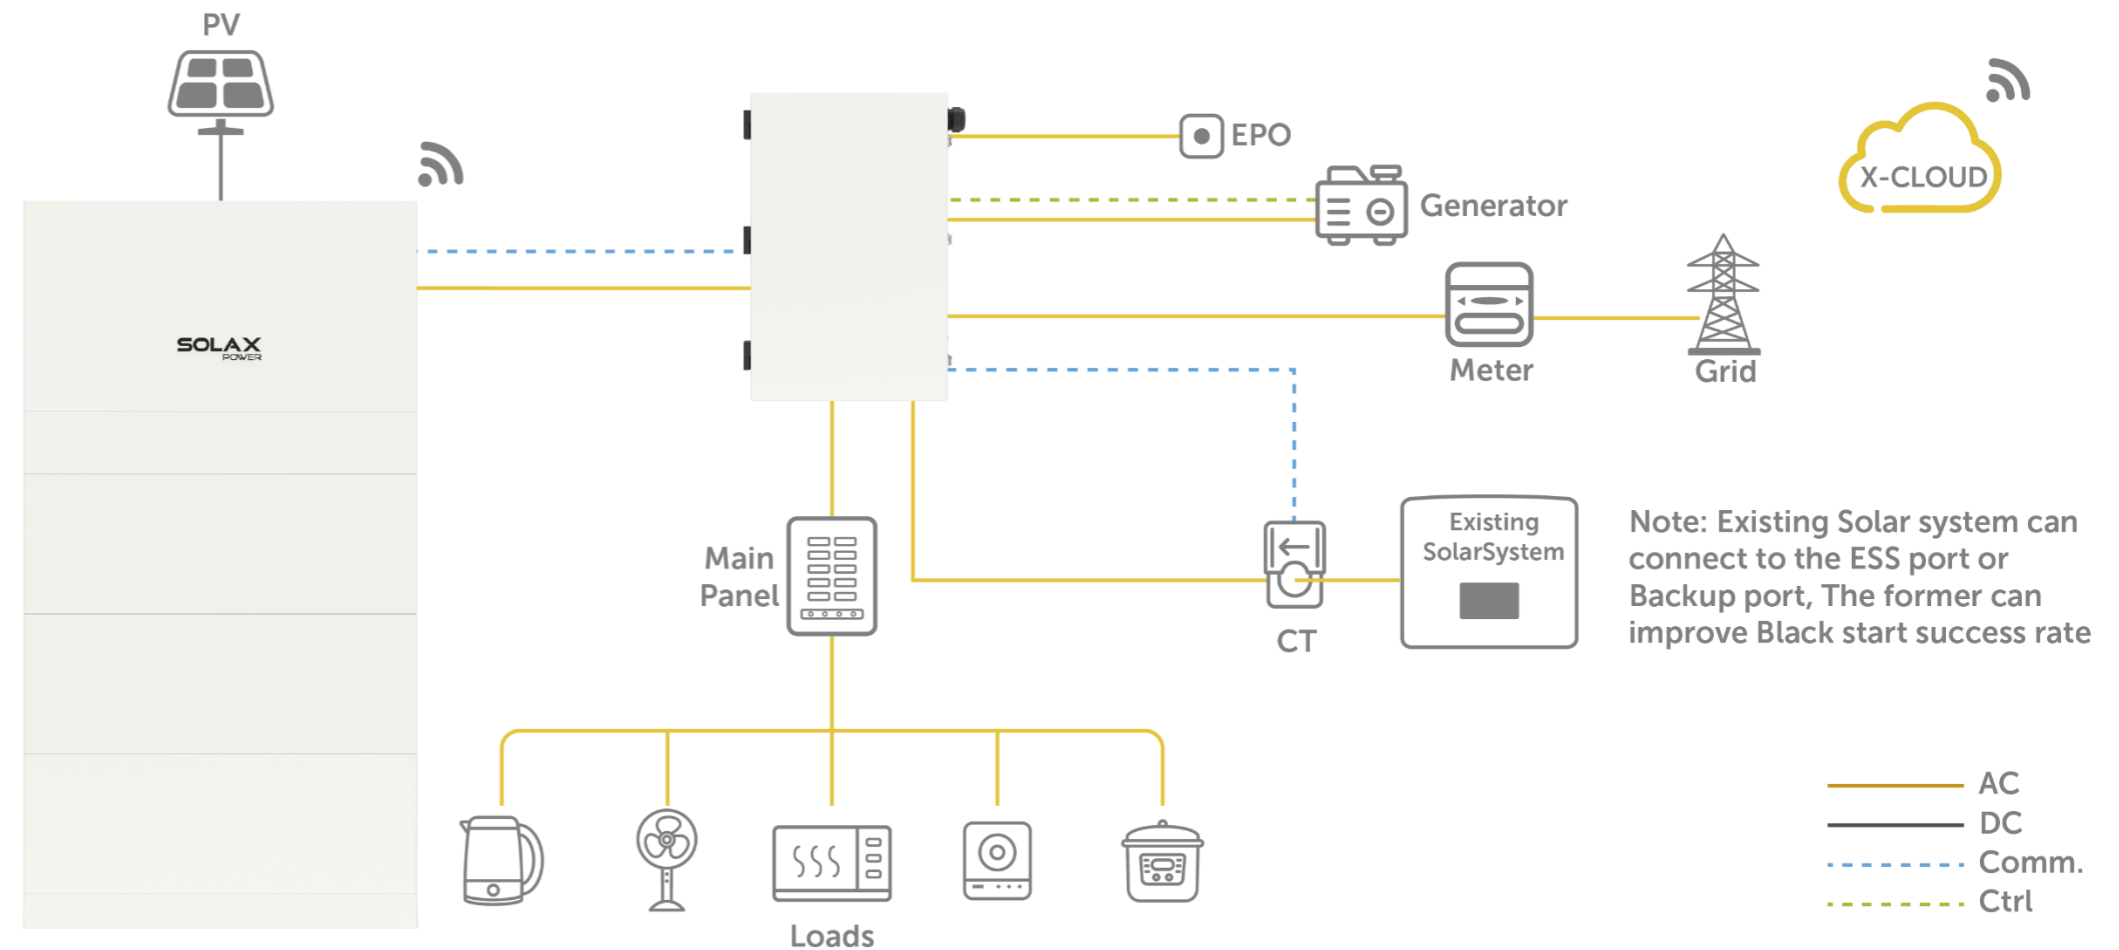 PV
EPO
Generator
X-CLOUD
SOLAX
POWER
Meter
Grid
Main
Panel
Existing
SolarSystem
CT
Note: Existing Solar system can
connect to the ESS port or
Backup port, The former can
improve Black start success rate
AC
DC
Comm.
Ctrl
Loads